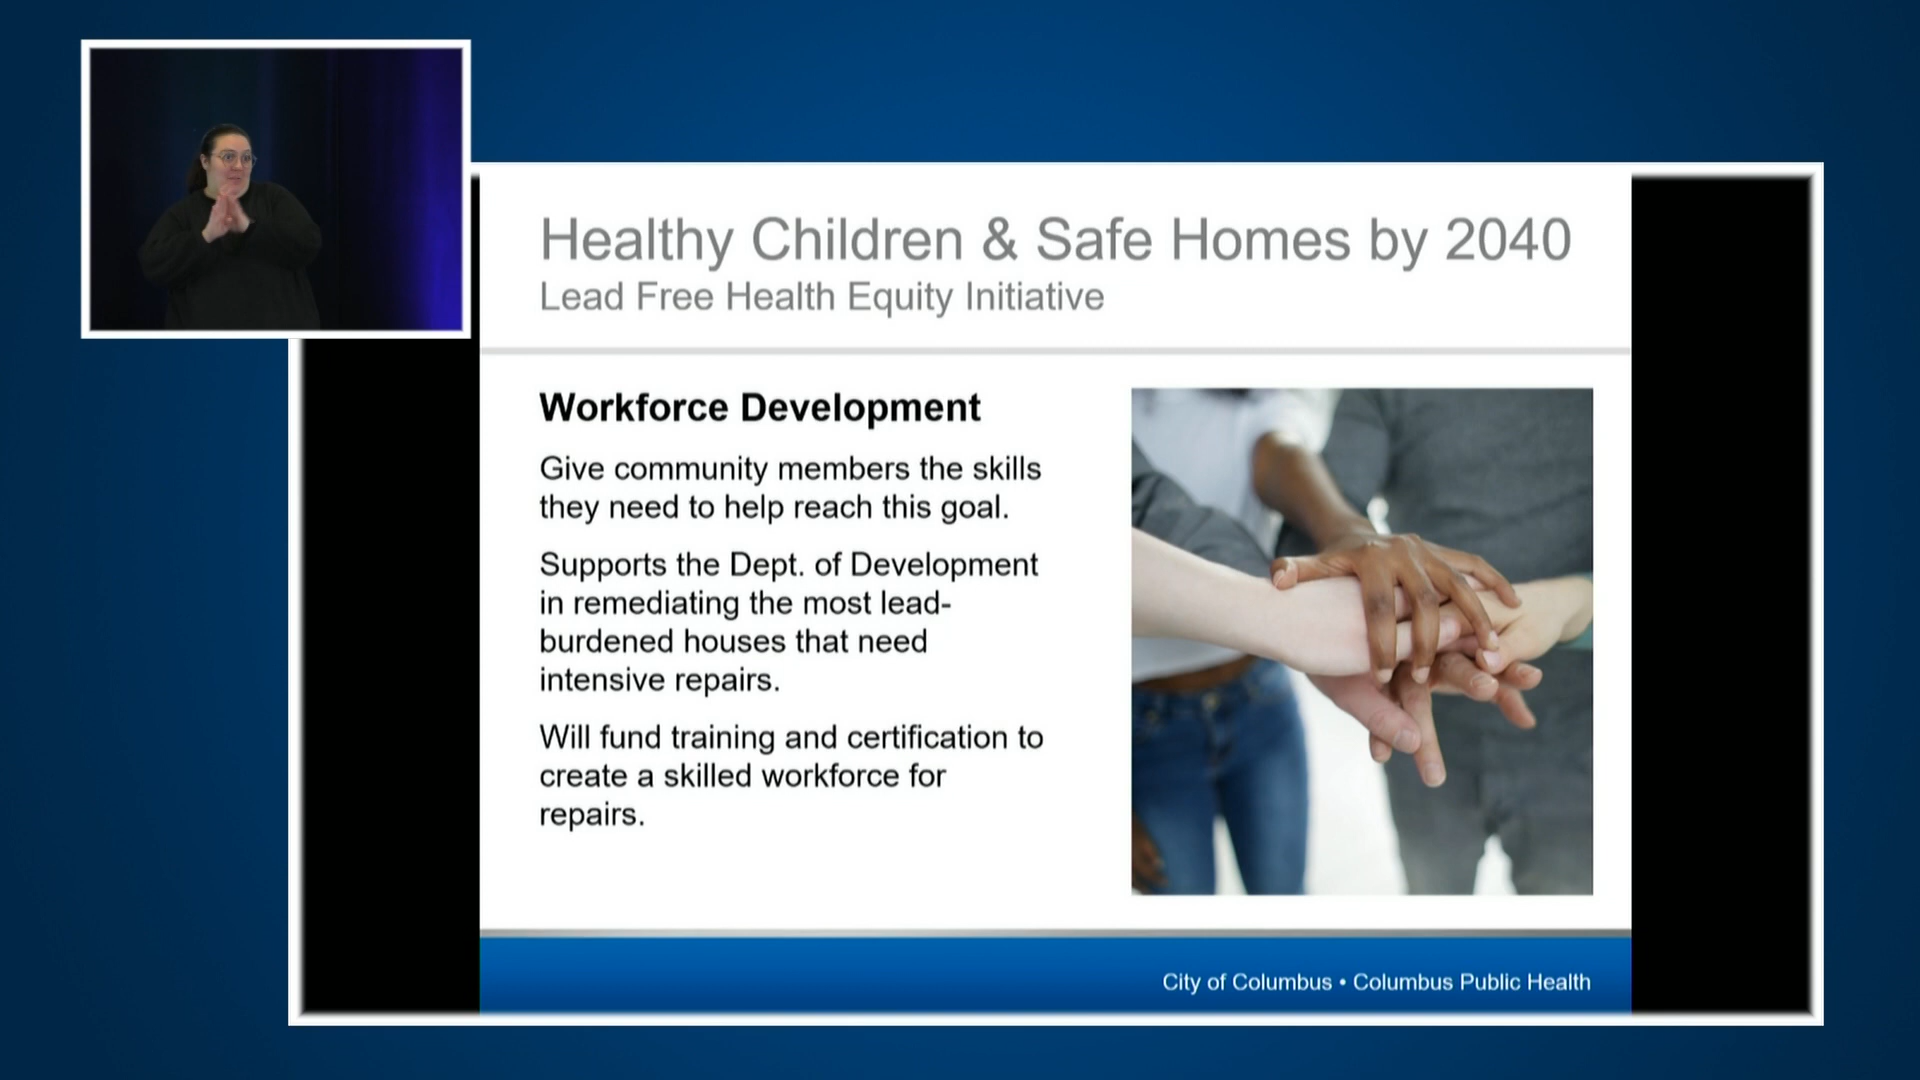 Healthy Children & Safe Homes by 2040
Lead Free Health Equity Initiative
Workforce Development
Give community members the skills
they need to help reach this goal.
Supports the Dept. of Development
in remediating the most lead-
burdened houses that need
intensive repairs.
Will fund training and certification to
create a skilled workforce for
repairs.
City of Columbus • Columbus Public Health